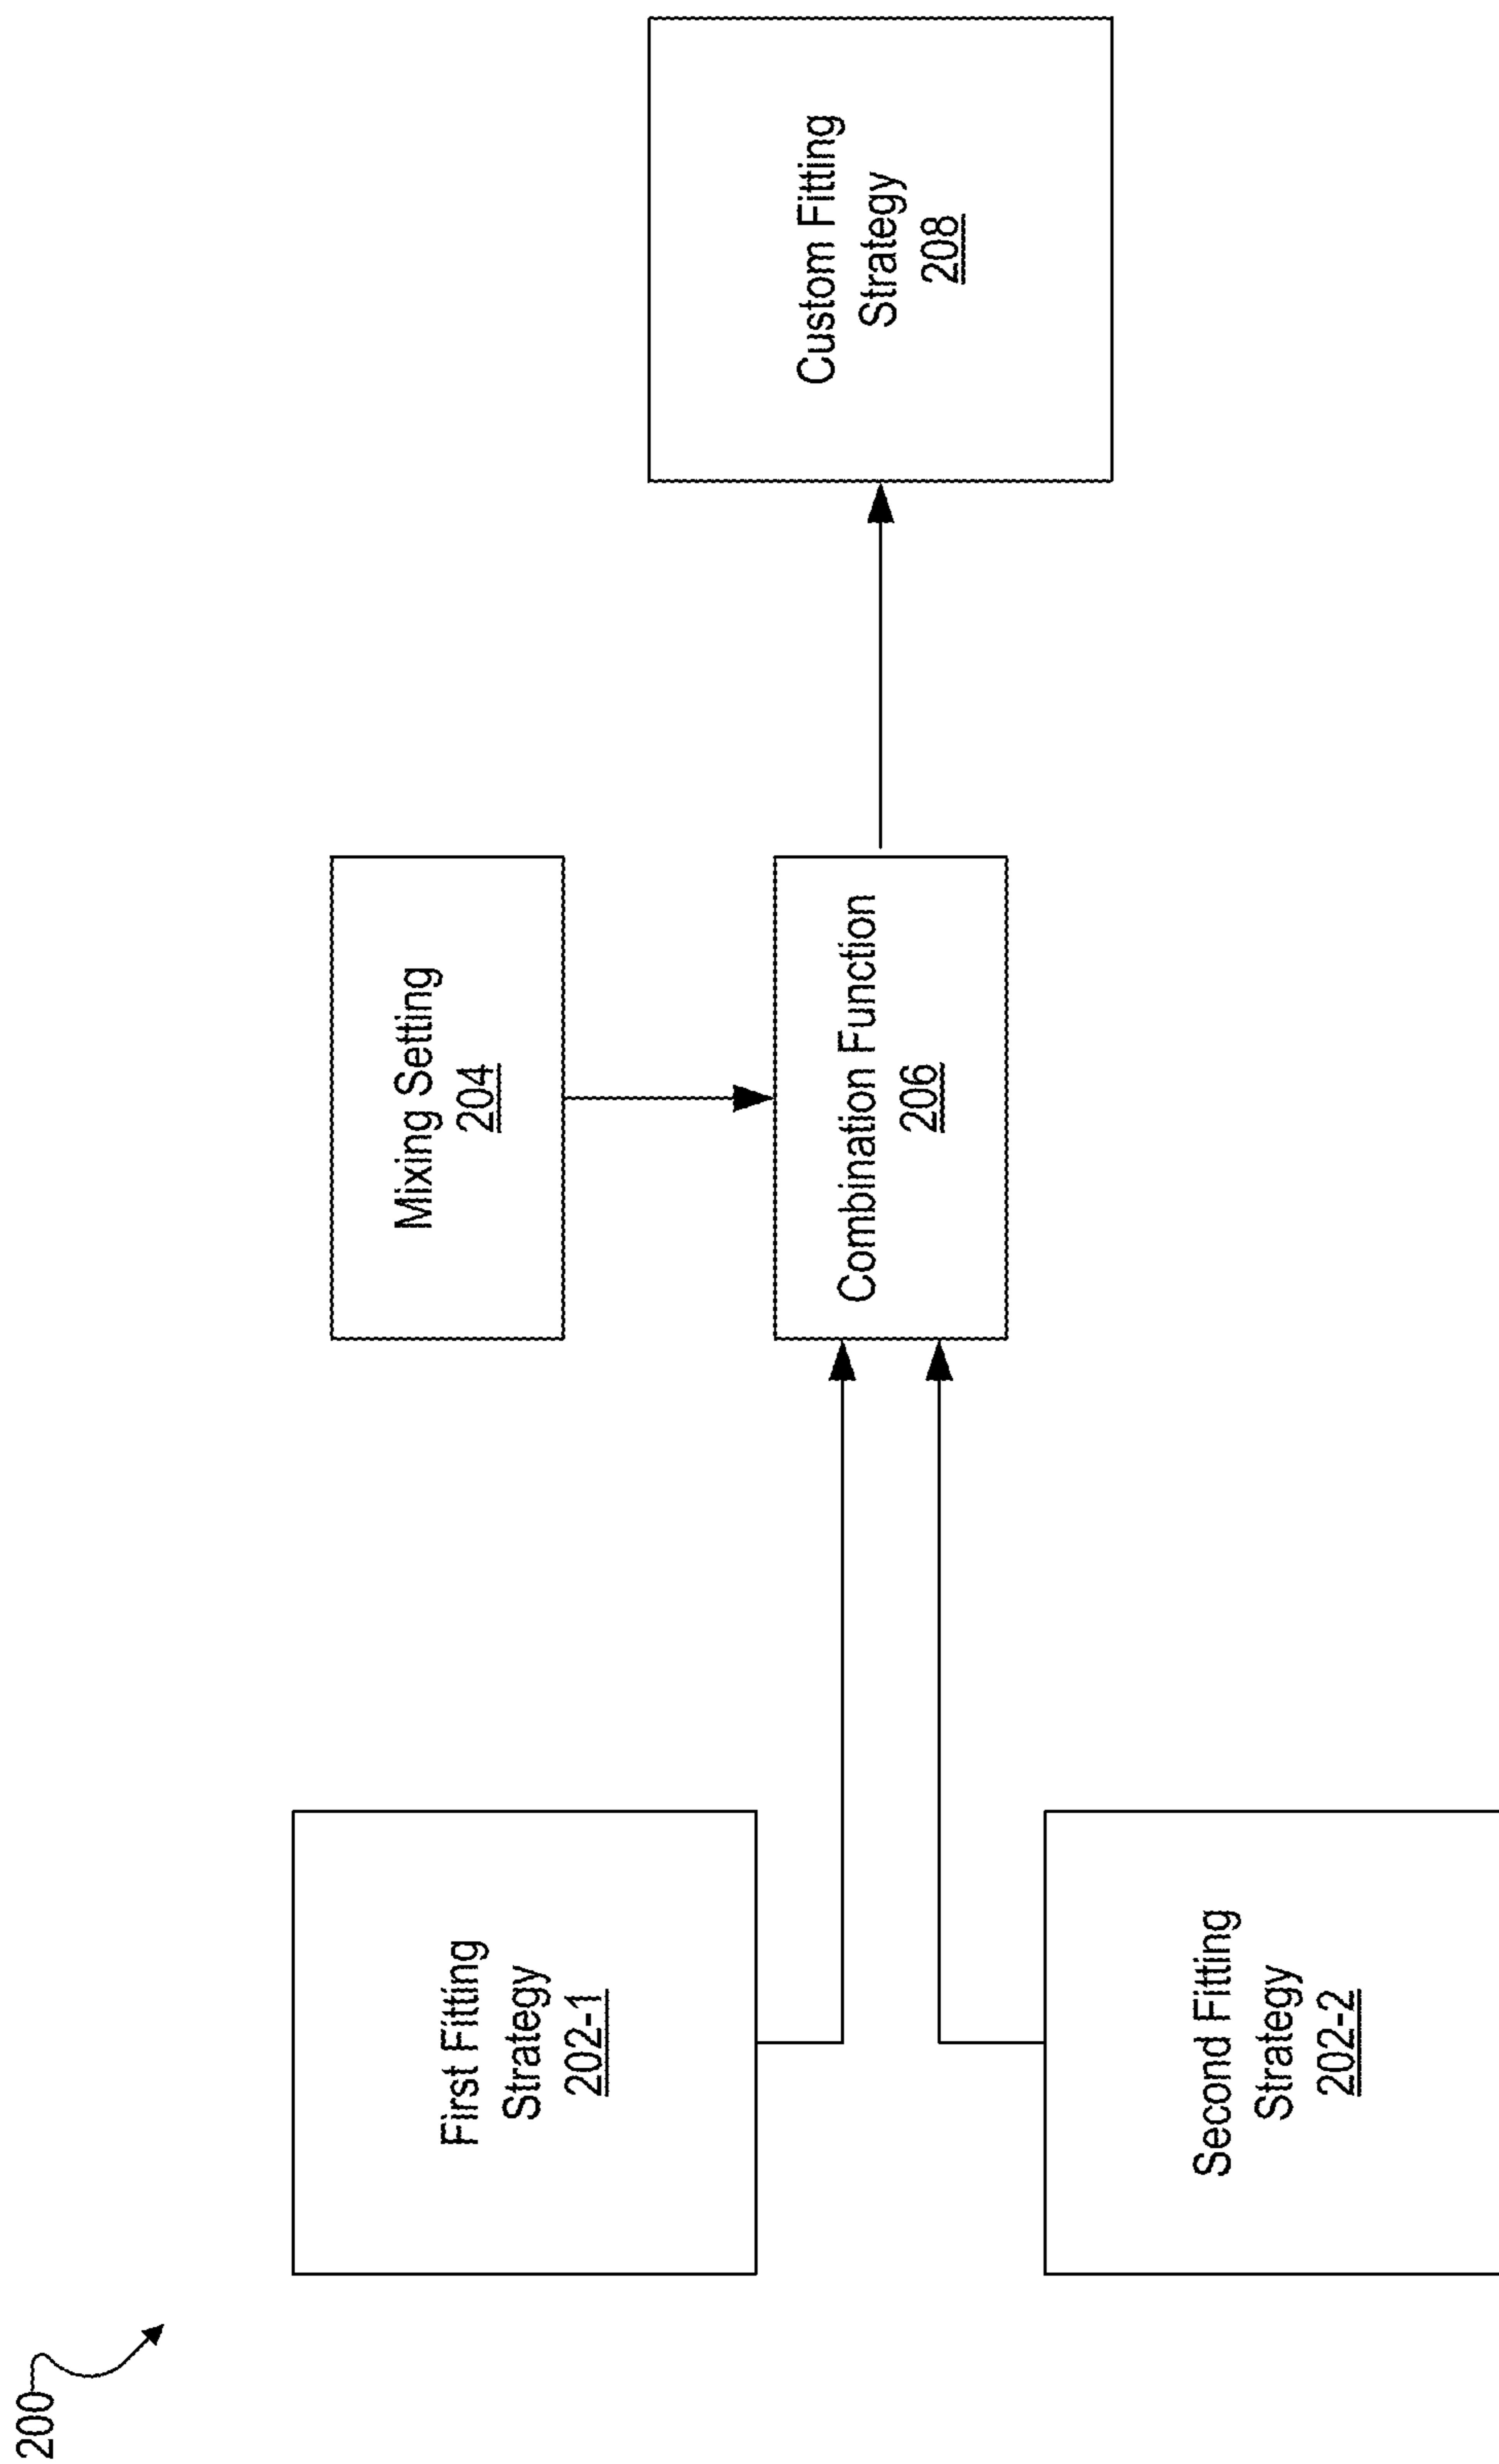 200
First Fitting
Strategy
202-1
Second Fitting
Strategy
202-2
Mixing Setting
204
Combination Function
206
Custom Fitting
Strategy
208